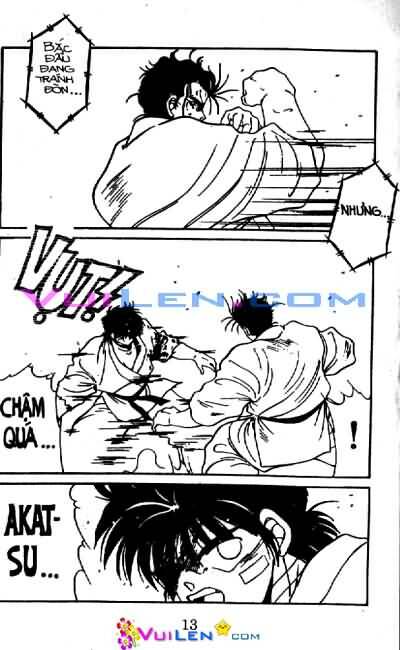 BẮC
ĐẨU
ĐANG
TRÁNH
ĐÒN...
NHƯNG...
VỤT!
VUILEN.COM
CHẬM
QUÁ...
!
AKAT-
SU...
13
VUILEN .COM